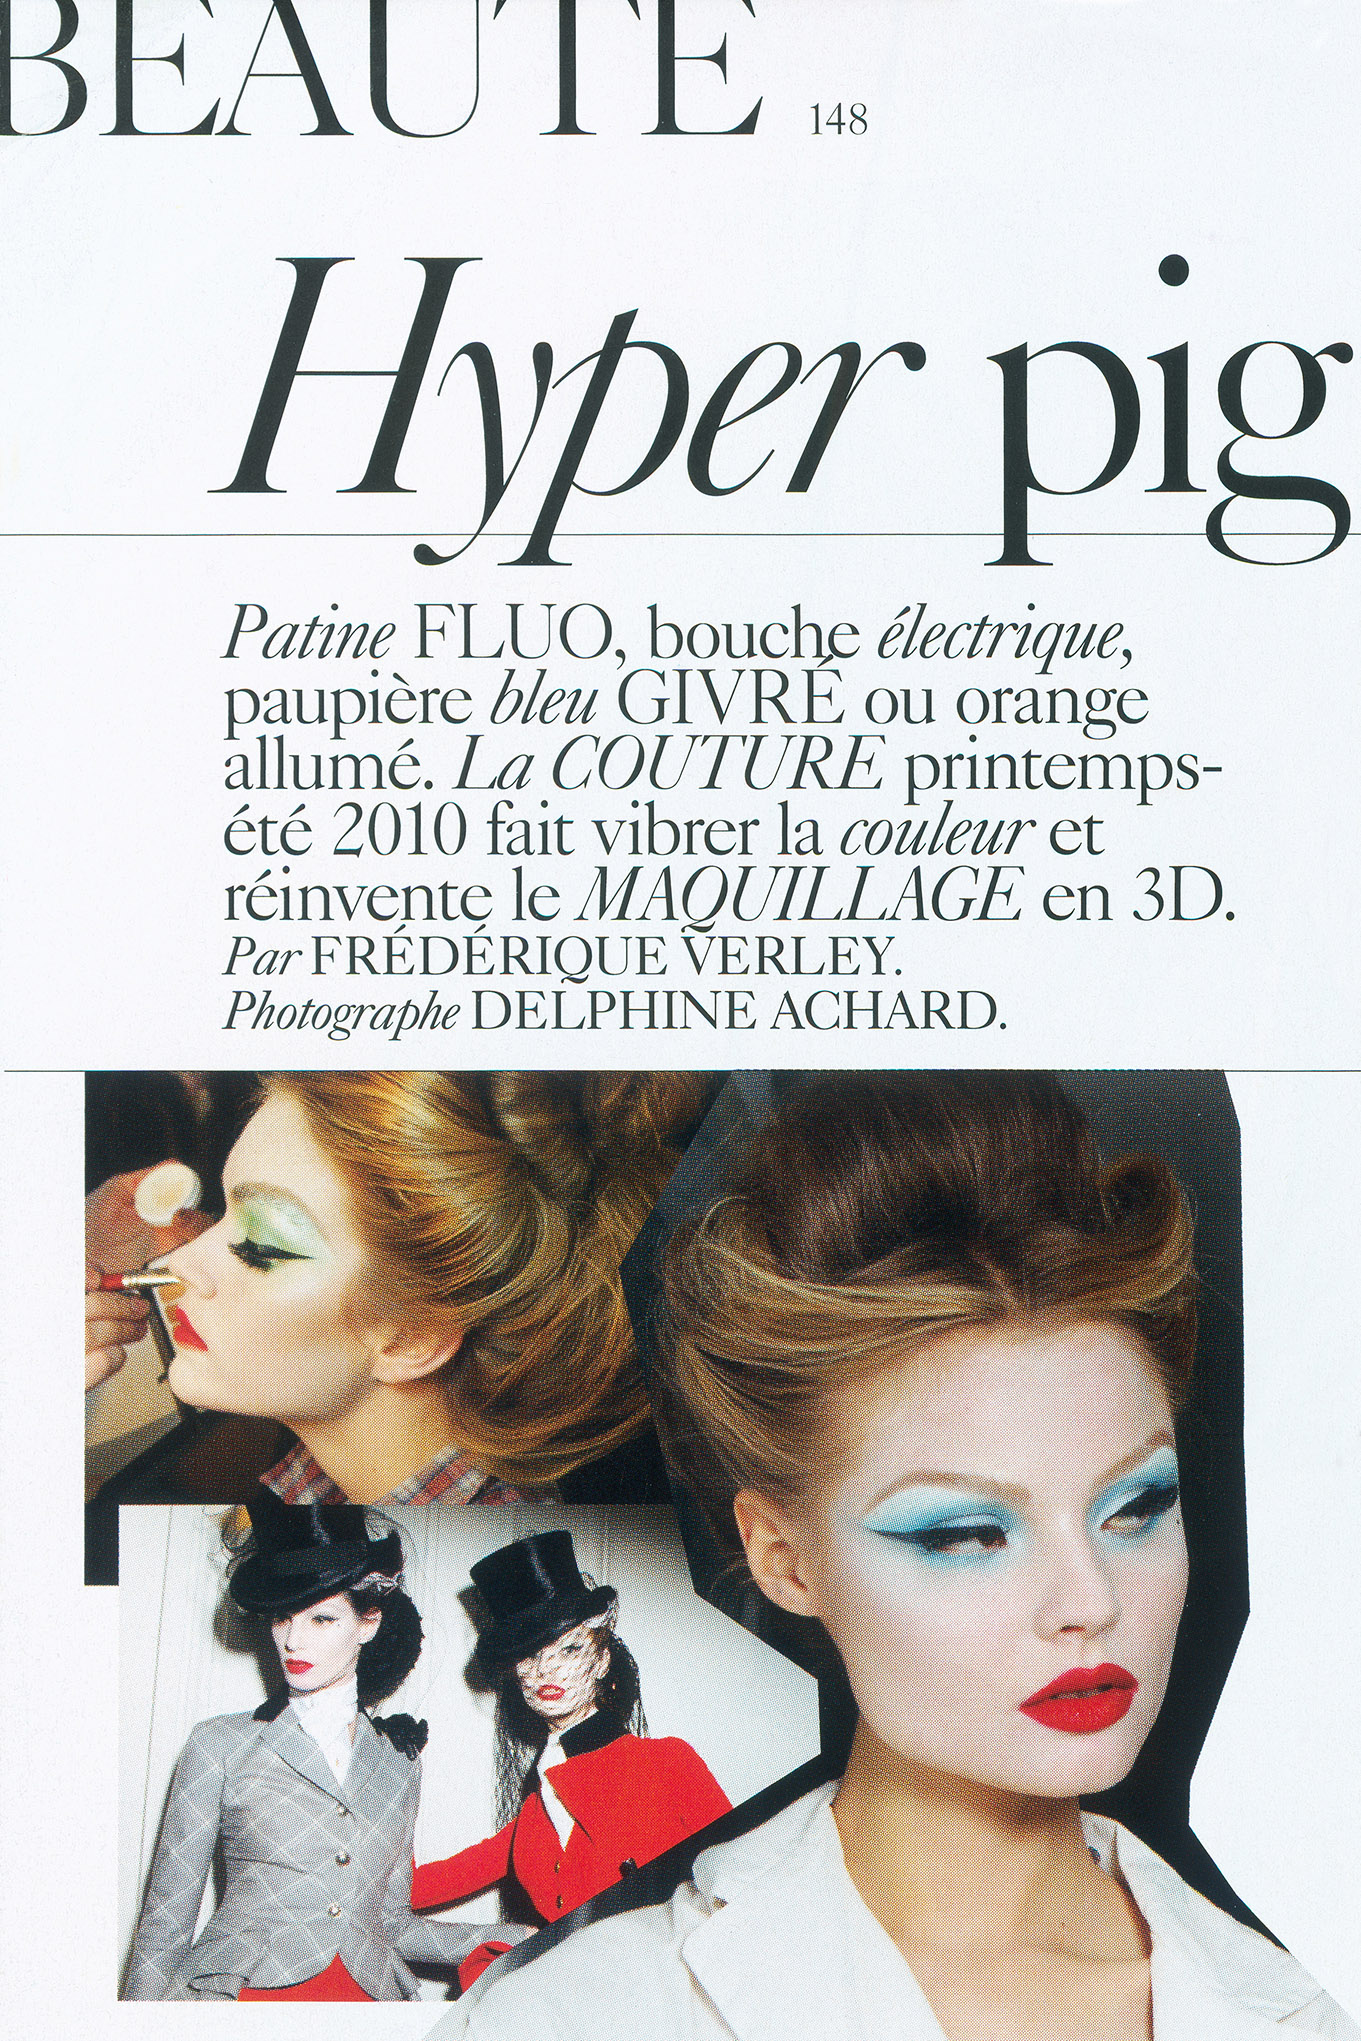 BEAUTÉ 148
Hyper pig
Patine FLUO, bouche électrique,
paupière bleu GIVRÉ ou orange
allumé. La COUTURE printemps-
été 2010 fait vibrer la couleur et
réinvente le MAQUILLAGE en 3D.
Par FRÉDÉRIQUE VERLEY.
Photographe DELPHINE ACHARD.